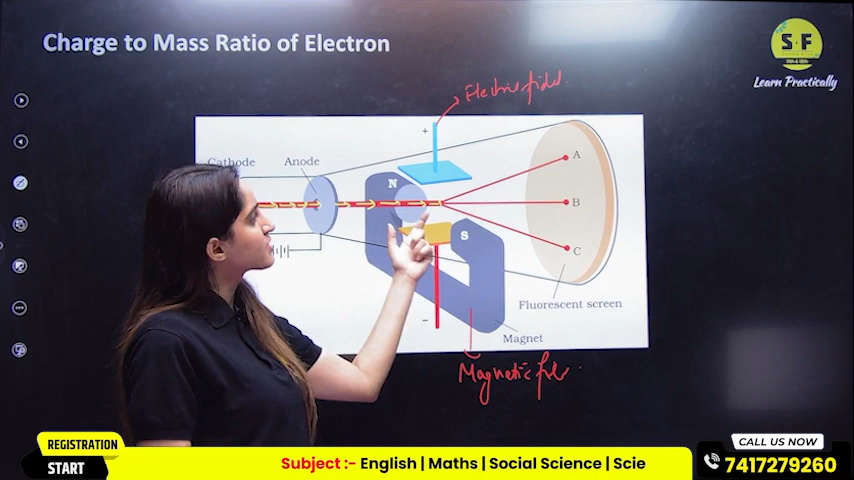 Charge to Mass Ratio of Electron
S F
Learn Practically
Electric field
+
Cathode
Anode
N
A
B
S
C
Fluorescent screen
–
Magnet
Magnetic
REGISTRATION
START
Subject :- English | Maths | Social Science | Scie
CALL US NOW
7417279260